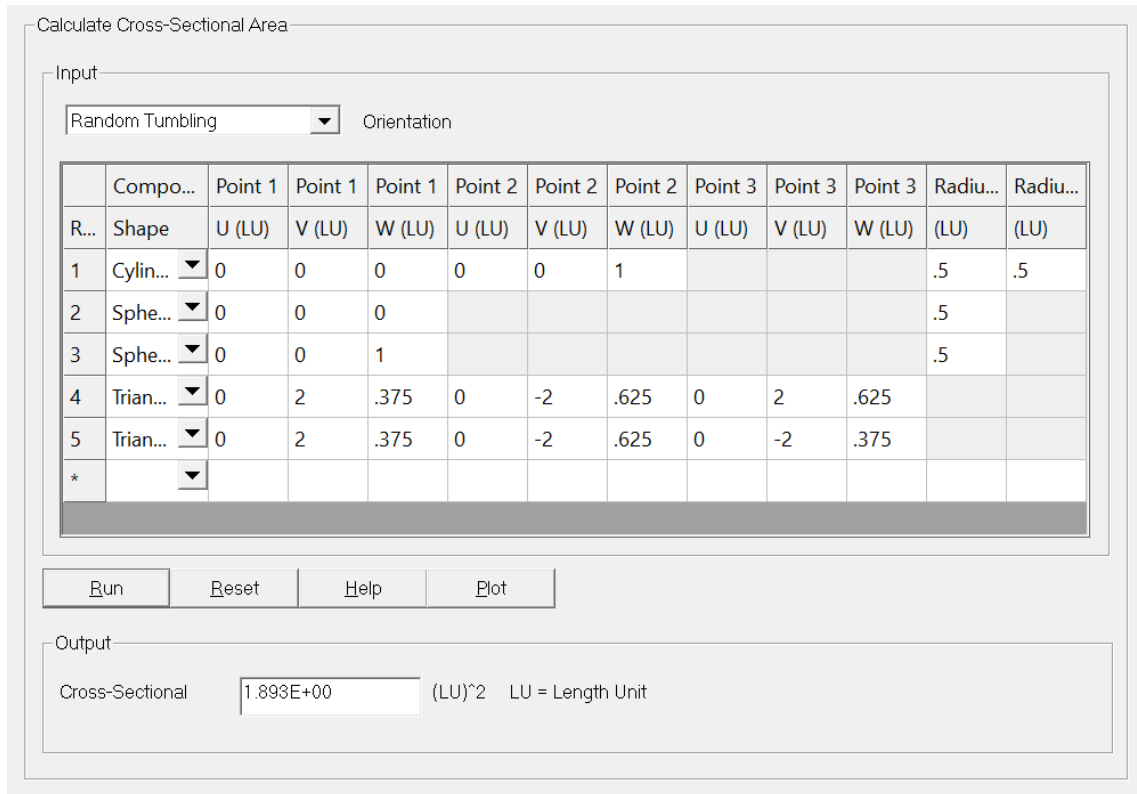 Calculate Cross-Sectional Area
Input
Random Tumbling Orientation
Compo... Point 1 Point 1 Point 1 Point 2 Point 2 Point 2 Point 3 Point 3 Point 3 Radiu... Radiu...
R... Shape U (LU) V (LU) W (LU) U (LU) V (LU) W (LU) U (LU) V (LU) W (LU) (LU) (LU)
1 Cylin... 0 0 0 0 0 1 .5 .5
2 Sphe... 0 0 0 .5
3 Sphe... 0 0 1 .5
4 Trian... 0 2 .375 0 -2 .625 0 2 .625
5 Trian... 0 2 .375 0 -2 .625 0 -2 .375
*
Run Reset Help Plot
Output
Cross-Sectional 1.893E+00 (LU)^2 LU = Length Unit